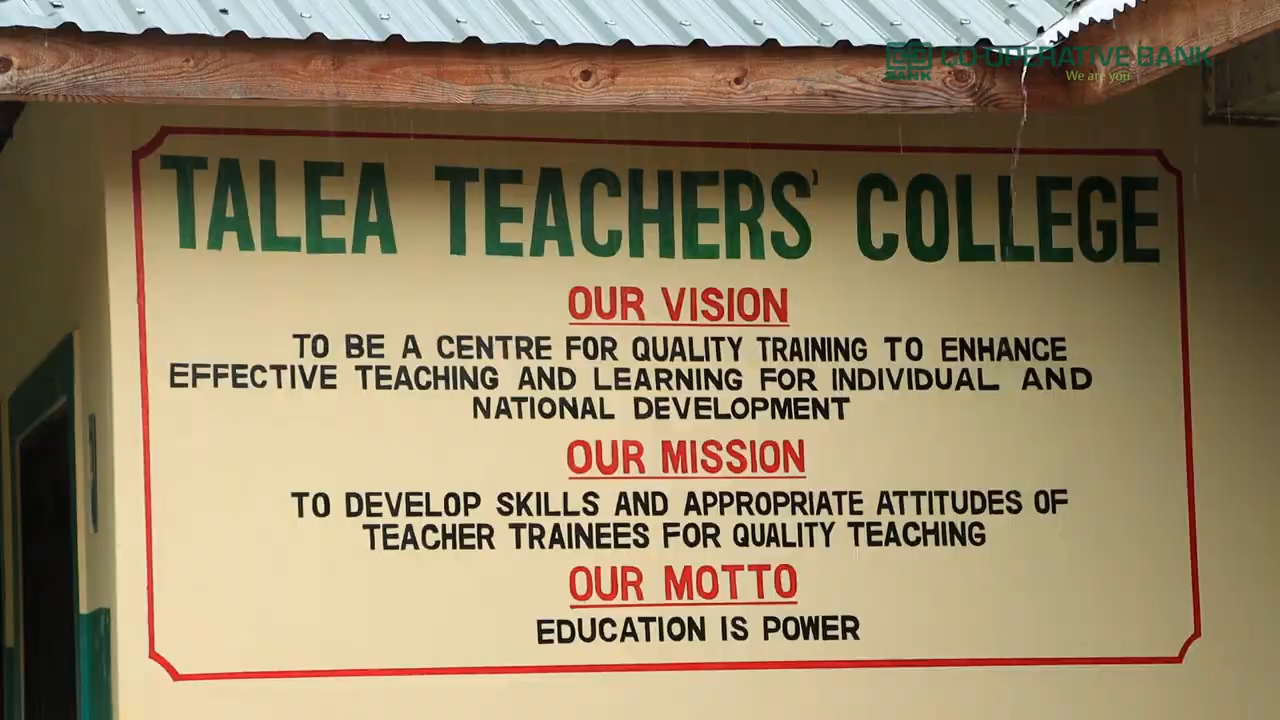 CO-OPERATIVE BANK
BANK
We are you
TALEA TEACHERS' COLLEGE
OUR VISION
TO BE A CENTRE FOR QUALITY TRAINING TO ENHANCE
EFFECTIVE TEACHING AND LEARNING FOR INDIVIDUAL AND
NATIONAL DEVELOPMENT
OUR MISSION
TO DEVELOP SKILLS AND APPROPRIATE ATTITUDES OF
TEACHER TRAINEES FOR QUALITY TEACHING
OUR MOTTO
EDUCATION IS POWER